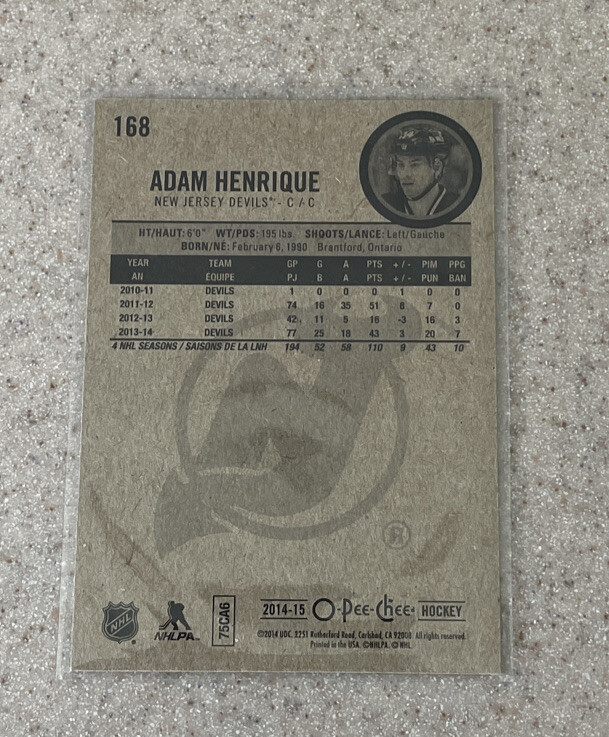 168
ADAM HENRIQUE
NEW JERSEY DEVILS® - C / C
HT/HAUT: 6'0" WT/PDS: 195 lbs. SHOOTS/LANCE: Left/Gauche
BORN/NÉ: February 6, 1990 Brantford, Ontario
YEAR TEAM GP G A PTS + / - PIM PPG
AN ÉQUIPE PJ B A PTS + / - PUN BAN
2010-11 DEVILS 1 0 0 0 1 0 0
2011-12 DEVILS 74 16 35 51 8 7 0
2012-13 DEVILS 42 11 5 16 -3 16 3
2013-14 DEVILS 77 25 18 43 3 20 7
4 NHL SEASONS / SAISONS DE LA LNH 194 52 58 110 9 43 10
®
NHL
NHLPA
75CA6
2014-15 O-Pee-Chee® HOCKEY
©2014 UDC. 2251 Rutherford Road, Carlsbad, CA 92008. All rights reserved.
Printed in the USA. ©NHLPA. ©NHL.